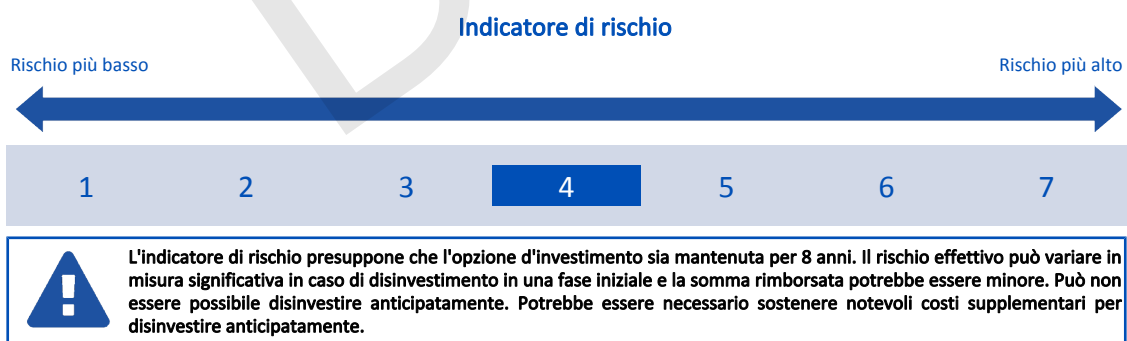 Indicatore di rischio
Rischio più basso
Rischio più alto
1 2 3 4 5 6 7
L'indicatore di rischio presuppone che l'opzione d'investimento sia mantenuta per 8 anni. Il rischio effettivo può variare in
misura significativa in caso di disinvestimento in una fase iniziale e la somma rimborsata potrebbe essere minore. Può non
essere possibile disinvestire anticipatamente. Potrebbe essere necessario sostenere notevoli costi supplementari per
disinvestire anticipatamente.